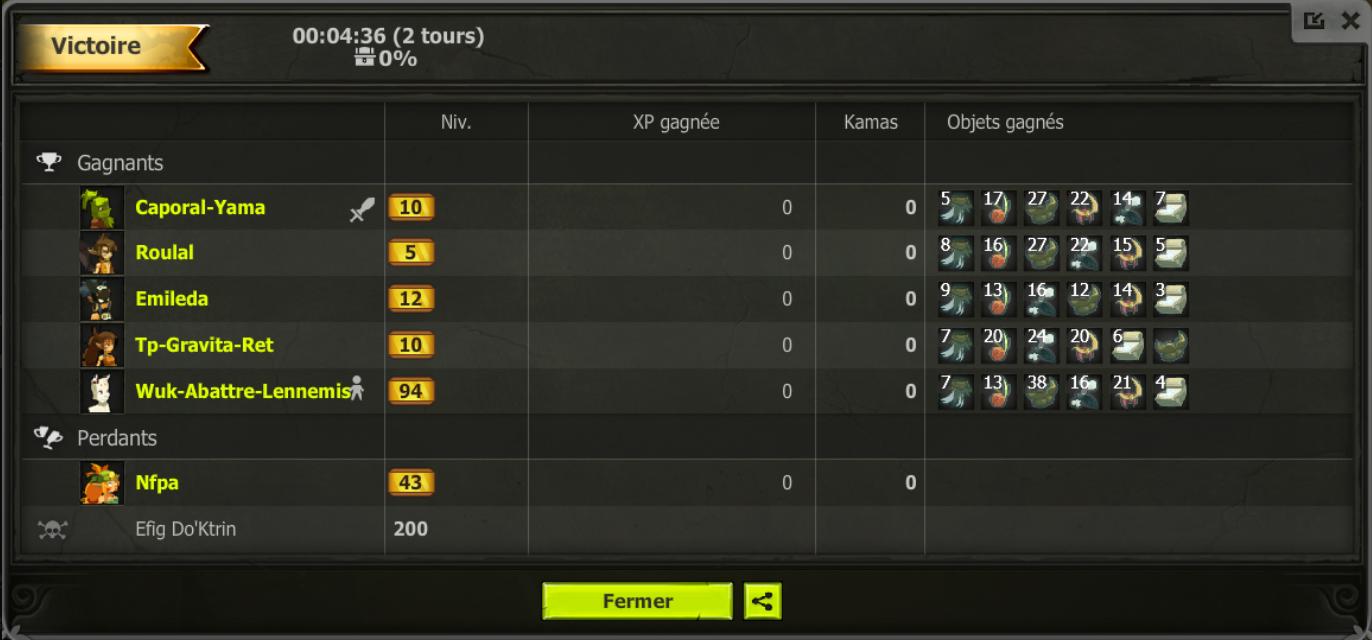 Victoire
00:04:36 (2 tours)
0%
Niv. XP gagnée Kamas Objets gagnés
Gagnants
Caporal-Yama 10 0 0 5 17 27 22 14 7
Roulal 5 0 0 8 16 27 22 15 5
Emileda 12 0 0 9 13 16 12 14 3
Tp-Gravita-Ret 10 0 0 7 20 24 20 6
Wuk-Abattre-Lennemis 94 0 0 7 13 38 16 21 4
Perdants
Nfpa 43 0 0
Efig Do'Ktrin 200
Fermer